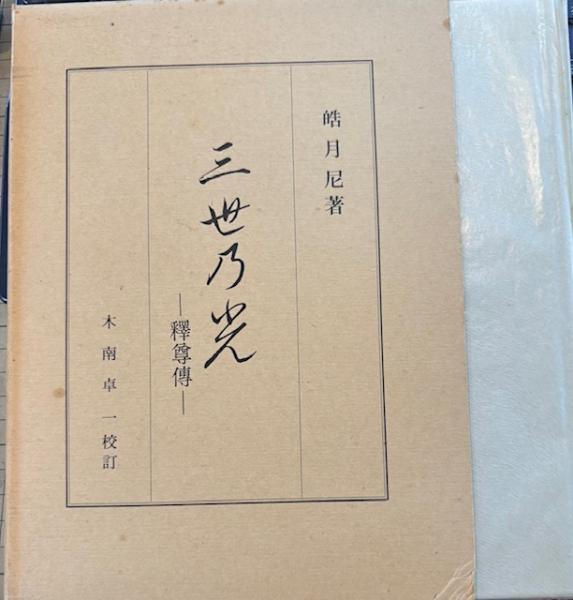 皓月尼著
三世乃光
―釋尊傳―
木南卓一校訂